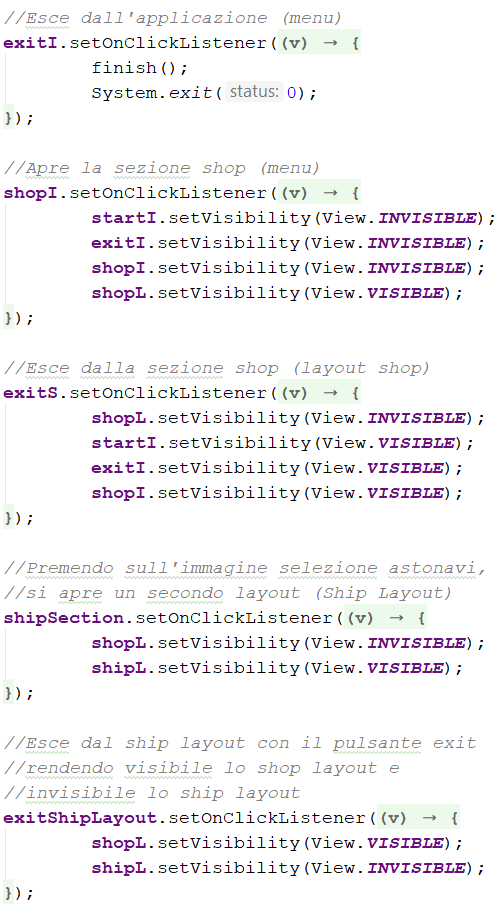 //Esce dall'applicazione (menu)
exitI.setOnClickListener((v) → {
        finish();
        System.exit( status: 0);
});

//Apre la sezione shop (menu)
shopI.setOnClickListener((v) → {
        startI.setVisibility(View.INVISIBLE);
        exitI.setVisibility(View.INVISIBLE);
        shopI.setVisibility(View.INVISIBLE);
        shopL.setVisibility(View.VISIBLE);
});

//Esce dalla sezione shop (layout shop)
exitS.setOnClickListener((v) → {
        shopL.setVisibility(View.INVISIBLE);
        startI.setVisibility(View.VISIBLE);
        exitI.setVisibility(View.VISIBLE);
        shopI.setVisibility(View.VISIBLE);
});

//Premendo sull'immagine selezione astonavi,
//si apre un secondo layout (Ship Layout)
shipSection.setOnClickListener((v) → {
        shopL.setVisibility(View.INVISIBLE);
        shipL.setVisibility(View.VISIBLE);
});

//Esce dal ship layout con il pulsante exit
//rendendo visibile lo shop layout e
//invisibile lo ship layout
exitShipLayout.setOnClickListener((v) → {
        shopL.setVisibility(View.VISIBLE);
        shipL.setVisibility(View.INVISIBLE);
});